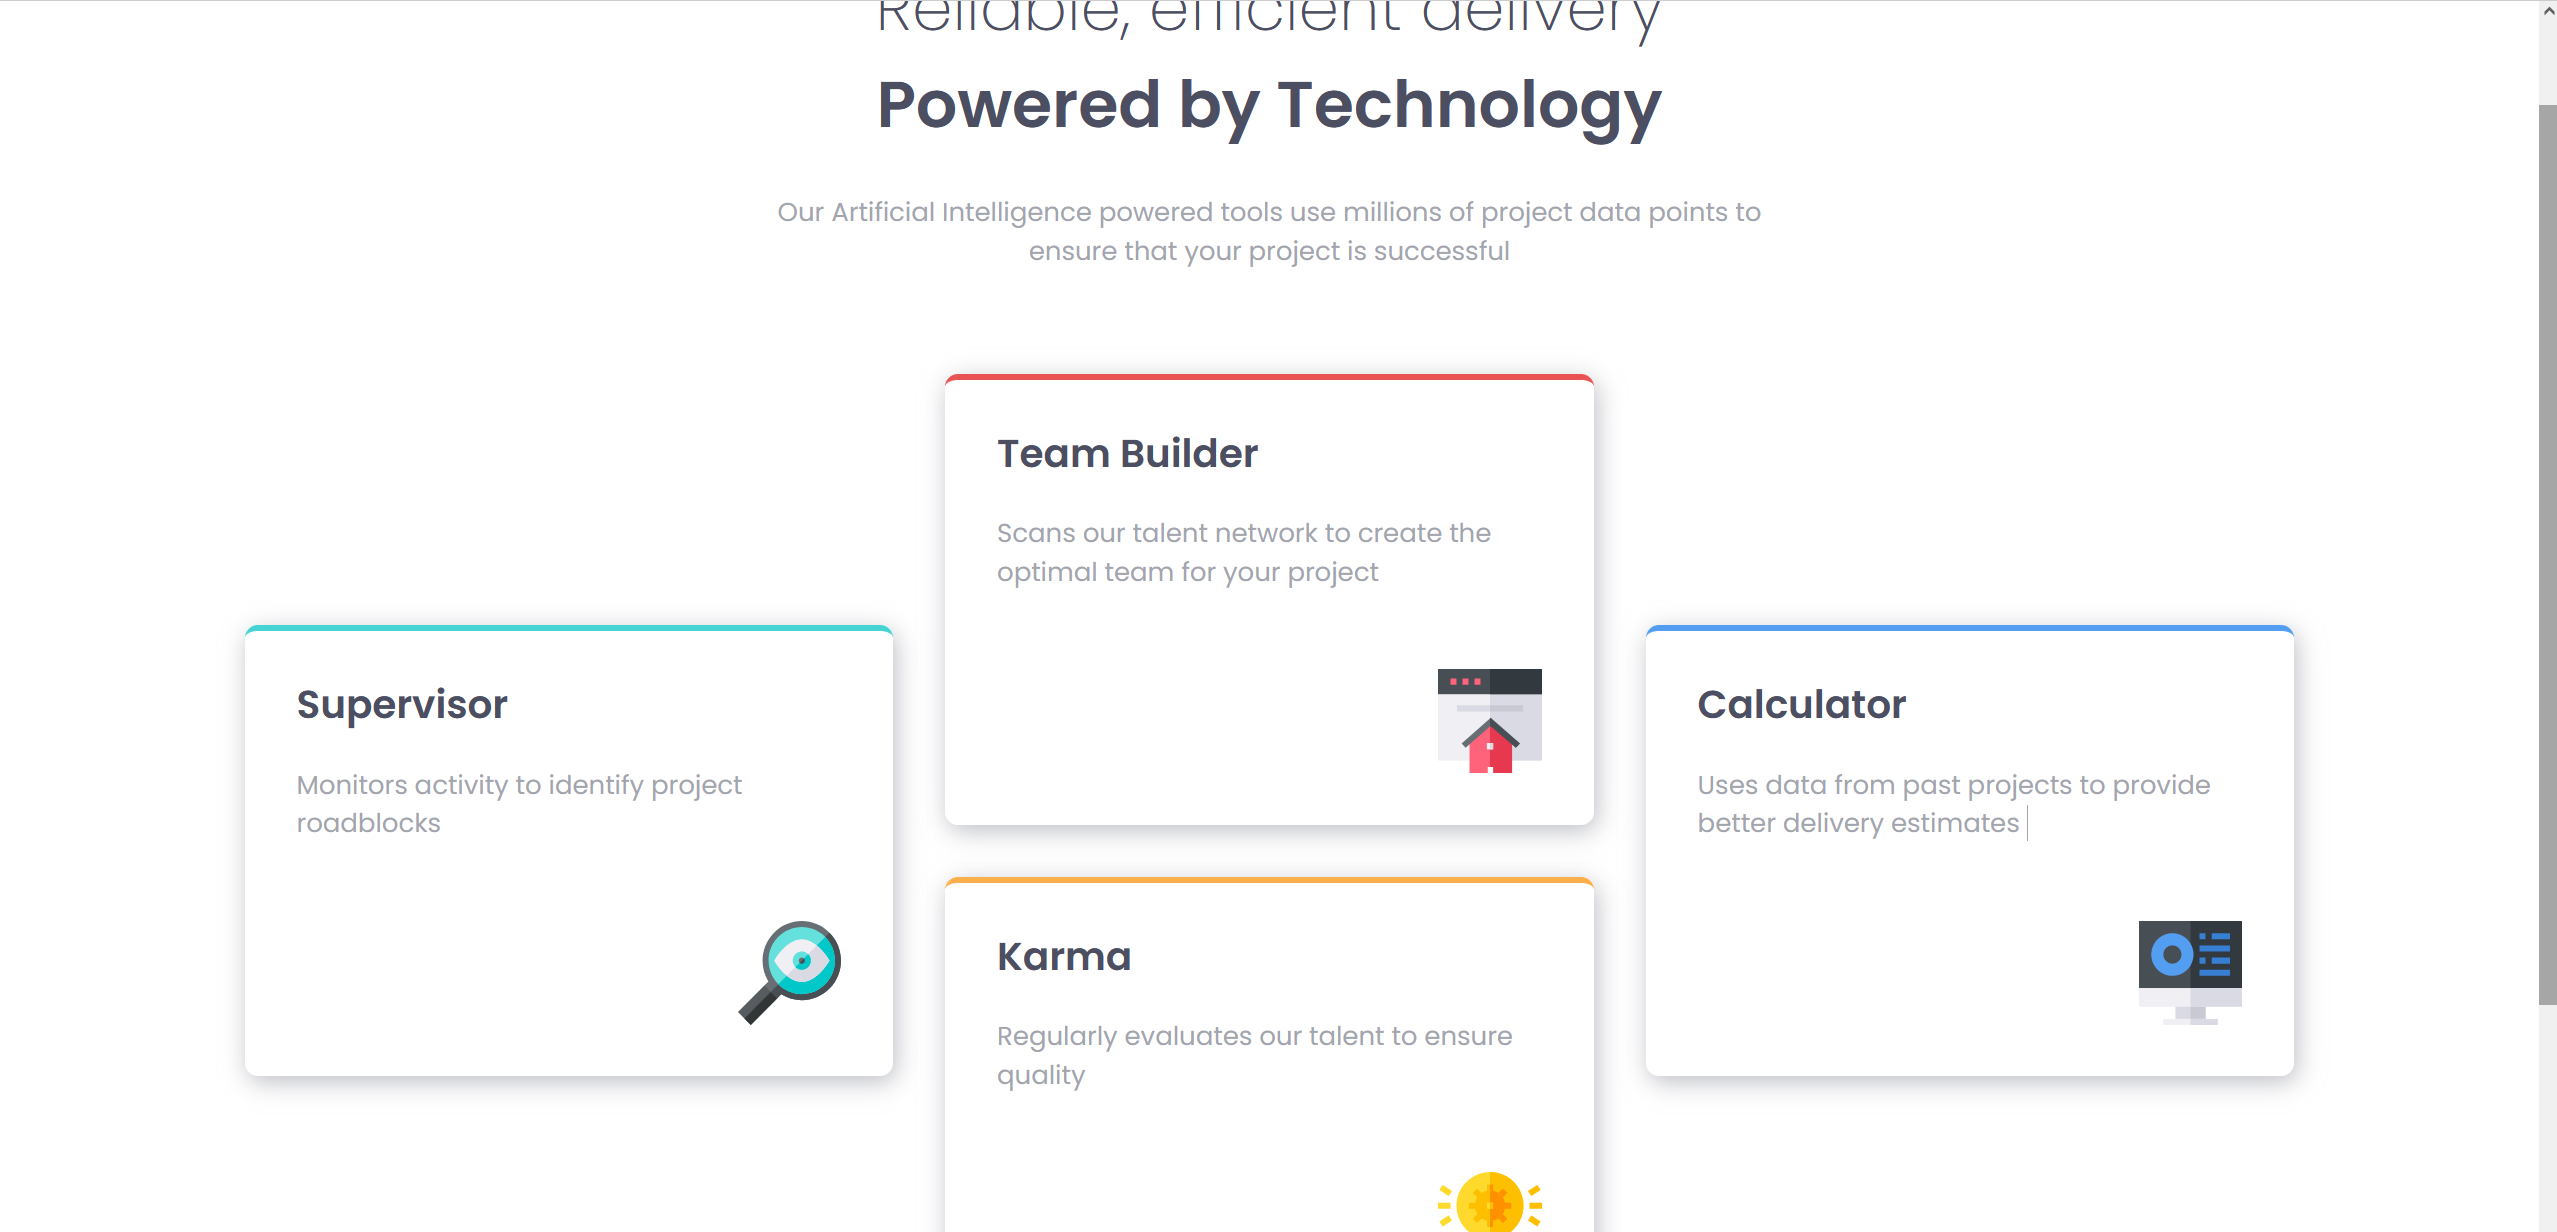 Reliable, efficient delivery
Powered by Technology
Our Artificial Intelligence powered tools use millions of project data points to
ensure that your project is successful
Team Builder
Scans our talent network to create the
optimal team for your project
Supervisor
Monitors activity to identify project
roadblocks
Calculator
Uses data from past projects to provide
better delivery estimates
Karma
Regularly evaluates our talent to ensure
quality